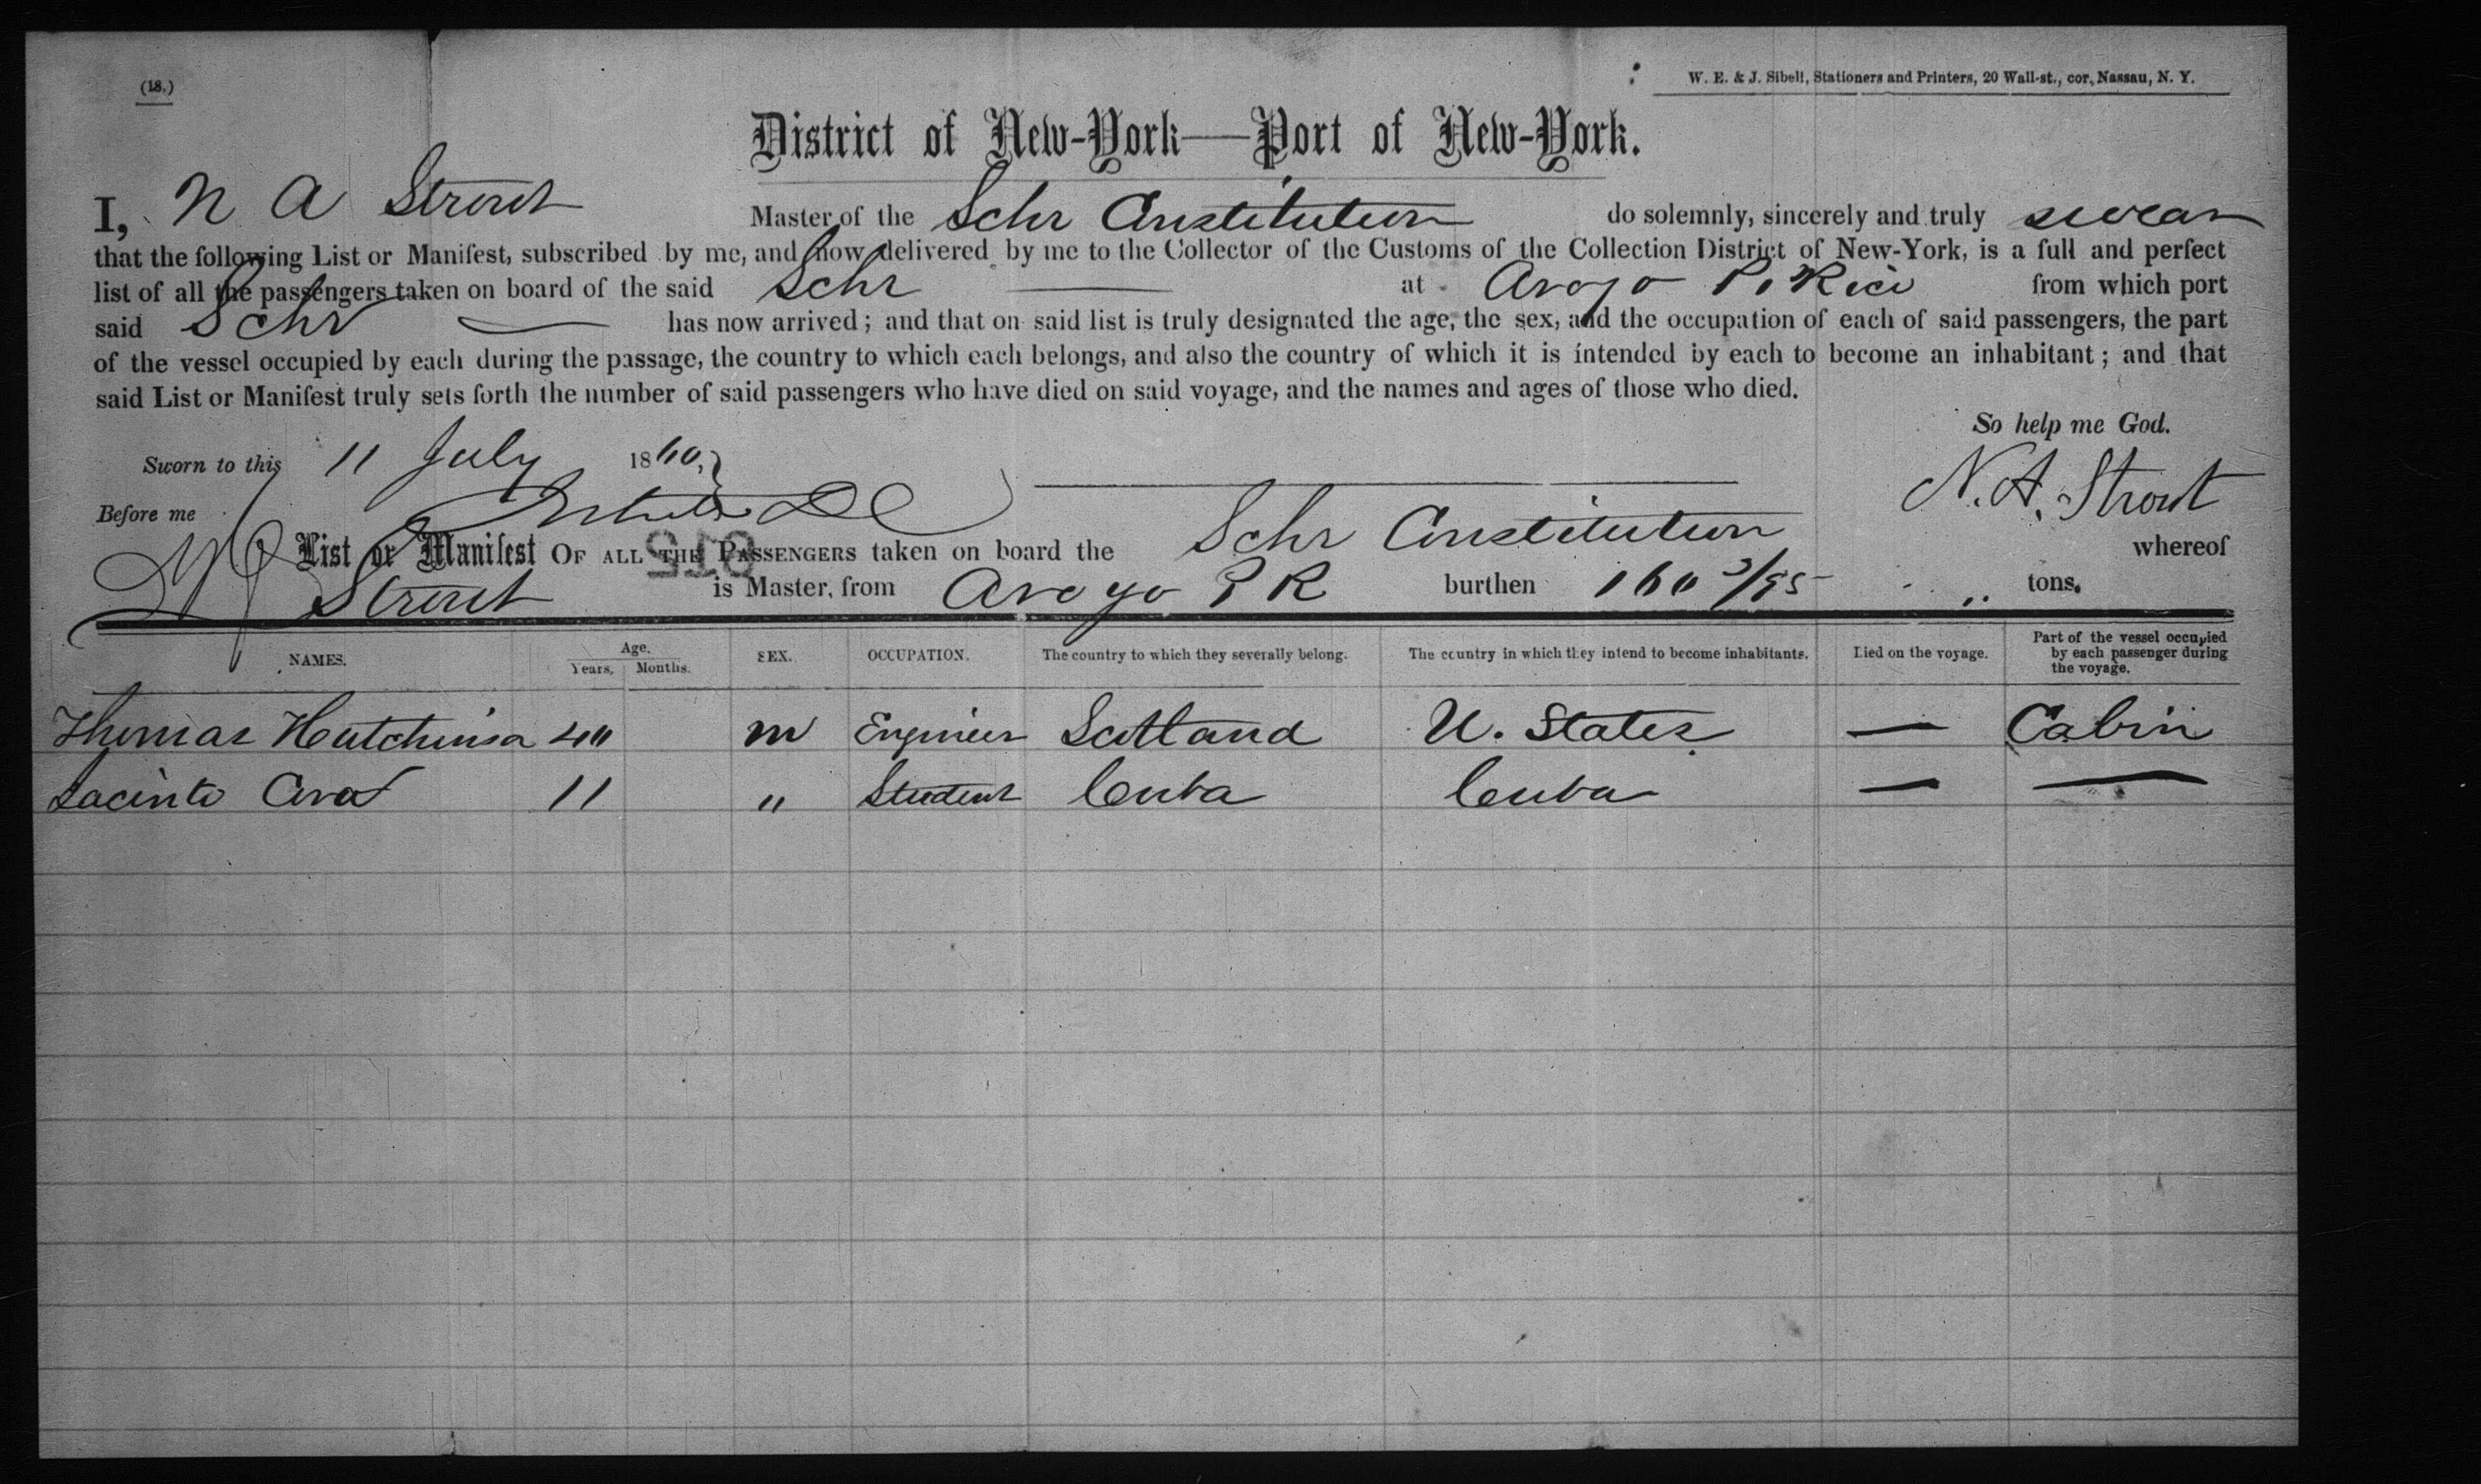 (18.)
W. E. & J. Sibell, Stationers and Printers, 20 Wall-st., cor. Nassau, N. Y.
District of New-York—Port of New-York.
I, N A Strout Master of the Schr Constitution do solemnly, sincerely and truly swear
that the following List or Manifest, subscribed by me, and now delivered by me to the Collector of the Customs of the Collection District of New-York, is a full and perfect
list of all the passengers taken on board of the said Schr at Aroyo P. Rico from which port
said Schr has now arrived; and that on said list is truly designated the age, the sex, and the occupation of each of said passengers, the part
of the vessel occupied by each during the passage, the country to which each belongs, and also the country of which it is intended by each to become an inhabitant; and that
said List or Manifest truly sets forth the number of said passengers who have died on said voyage, and the names and ages of those who died.
So help me God.
Sworn to this 11 July 1860,
N. A. Strout
Before me
List or Manifest OF ALL THE PASSENGERS taken on board the Schr Constitution whereof
Strout is Master, from Aroyo P R burthen 160 3/95 tons.
NAMES. Age. Years. Months. SEX. OCCUPATION. The country to which they severally belong. The country in which they intend to become inhabitants. Died on the voyage. Part of the vessel occupied by each passenger during the voyage.
Thomas Hutchinson 40 m Engineer Scotland U. States — Cabin
Jacinto 11 " Student Cuba Cuba — —